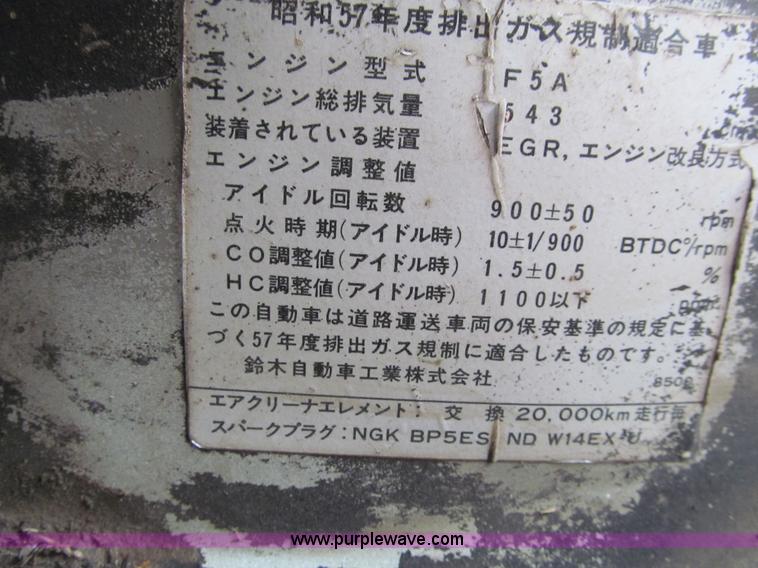 昭和57年度排出ガス規制適合車
エンジン型式 F5A
エンジン総排気量 543
装着されている装置 EGR, エンジン改良方式
エンジン調整値
アイドル回転数 900±50 rpm
点火時期(アイドル時) 10±1/900 BTDC°/rpm
CO調整値(アイドル時) 1.5±0.5 %
HC調整値(アイドル時) 1100以下 ppm
この自動車は道路運送車両の保安基準の規定に基
づく57年度排出ガス規制に適合したものです。
鈴木自動車工業株式会社
エアクリーナエレメント: 交換 20,000km 走行毎
スパークプラグ:NGK BP5ES ND W14EX-U
www.purplewave.com